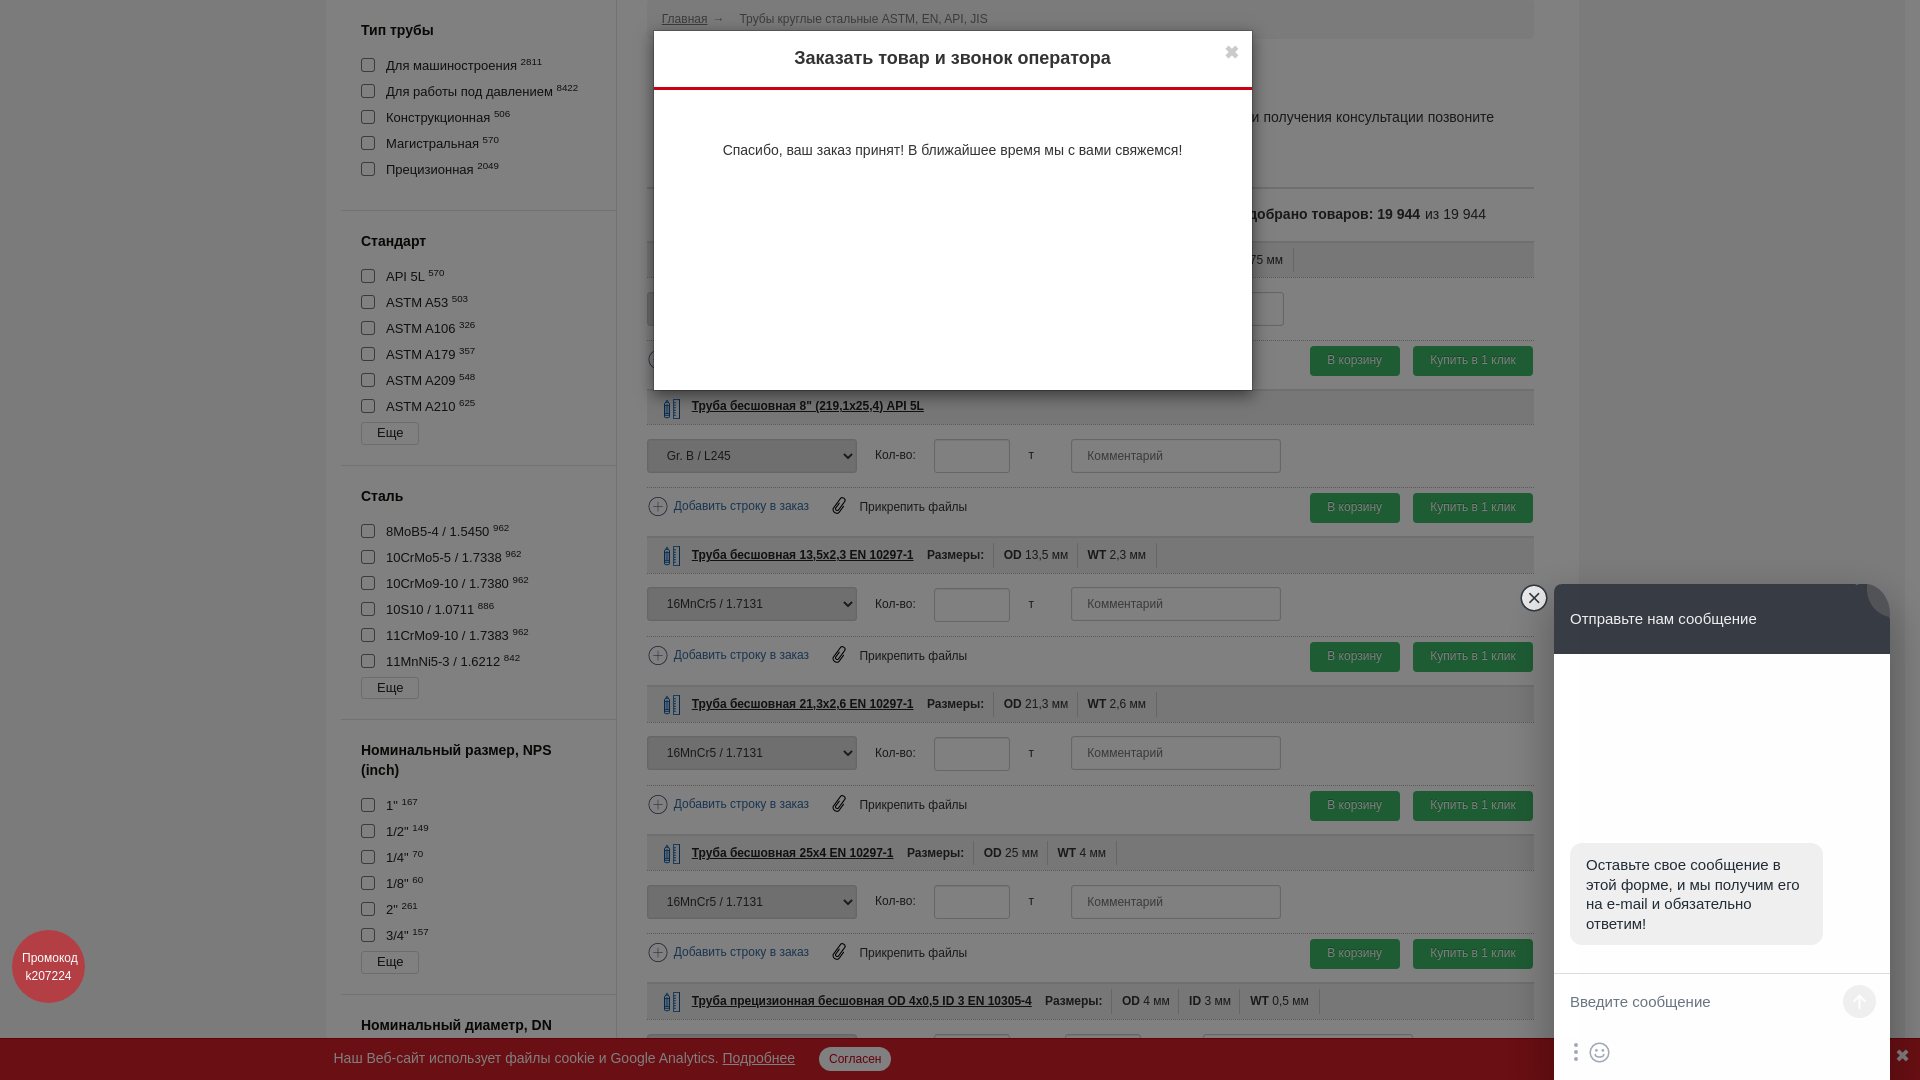 Тип трубы
Для машиностроения 2811
Для работы под давлением 8422
Конструкционная 506
Магистральная 570
Прецизионная 2049
Стандарт
API 5L 570
ASTM A53 503
ASTM A106 326
ASTM A179 357
ASTM A209 548
ASTM A210 625
Еще
Сталь
8MoB5-4 / 1.5450 962
10CrMo5-5 / 1.7338 962
10CrMo9-10 / 1.7380 962
10S10 / 1.0711 886
11CrMo9-10 / 1.7383 962
11MnNi5-3 / 1.6212 842
Еще
Номинальный размер, NPS
(inch)
1" 167
1/2" 149
1/4" 70
1/8" 60
2" 261
3/4" 157
Еще
Номинальный диаметр, DN
Главная → Трубы круглые стальные ASTM, EN, API, JIS
Заказать товар и звонок оператора
Спасибо, ваш заказ принят! В ближайшее время мы с вами свяжемся!
и получения консультации позвоните
добрано товаров: 19 944 из 19 944
75 мм
В корзину Купить в 1 клик
Труба бесшовная 8" (219,1x25,4) API 5L
Gr. B / L245 Кол-во: т Комментарий
Добавить строку в заказ Прикрепить файлы В корзину Купить в 1 клик
Труба бесшовная 13,5x2,3 EN 10297-1 Размеры: OD 13,5 мм WT 2,3 мм
16MnCr5 / 1.7131 Кол-во: т Комментарий
Добавить строку в заказ Прикрепить файлы В корзину Купить в 1 клик
Труба бесшовная 21,3x2,6 EN 10297-1 Размеры: OD 21,3 мм WT 2,6 мм
16MnCr5 / 1.7131 Кол-во: т Комментарий
Добавить строку в заказ Прикрепить файлы В корзину Купить в 1 клик
Труба бесшовная 25x4 EN 10297-1 Размеры: OD 25 мм WT 4 мм
16MnCr5 / 1.7131 Кол-во: т Комментарий
Добавить строку в заказ Прикрепить файлы В корзину Купить в 1 клик
Труба прецизионная бесшовная OD 4x0,5 ID 3 EN 10305-4 Размеры: OD 4 мм ID 3 мм WT 0,5 мм
Отправьте нам сообщение
Оставьте свое сообщение в
этой форме, и мы получим его
на e-mail и обязательно
ответим!
Введите сообщение
Промокод
k207224
Наш Веб-сайт использует файлы cookie и Google Analytics. Подробнее Согласен